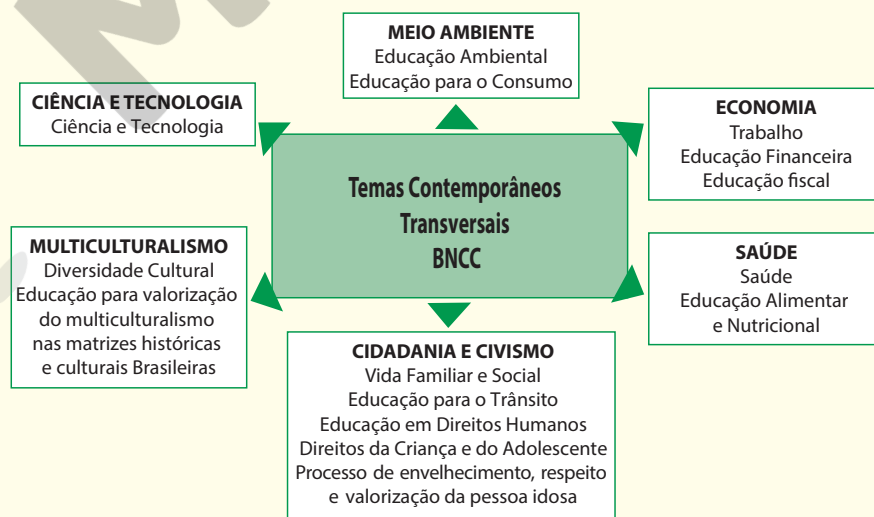 MEIO AMBIENTE
Educação Ambiental
Educação para o Consumo
CIÊNCIA E TECNOLOGIA
Ciência e Tecnologia
ECONOMIA
Trabalho
Educação Financeira
Educação fiscal
Temas Contemporâneos
Transversais
BNCC
MULTICULTURALISMO
Diversidade Cultural
Educação para valorização
do multiculturalismo
nas matrizes históricas
e culturais Brasileiras
SAÚDE
Saúde
Educação Alimentar
e Nutricional
CIDADANIA E CIVISMO
Vida Familiar e Social
Educação para o Trânsito
Educação em Direitos Humanos
Direitos da Criança e do Adolescente
Processo de envelhecimento, respeito
e valorização da pessoa idosa